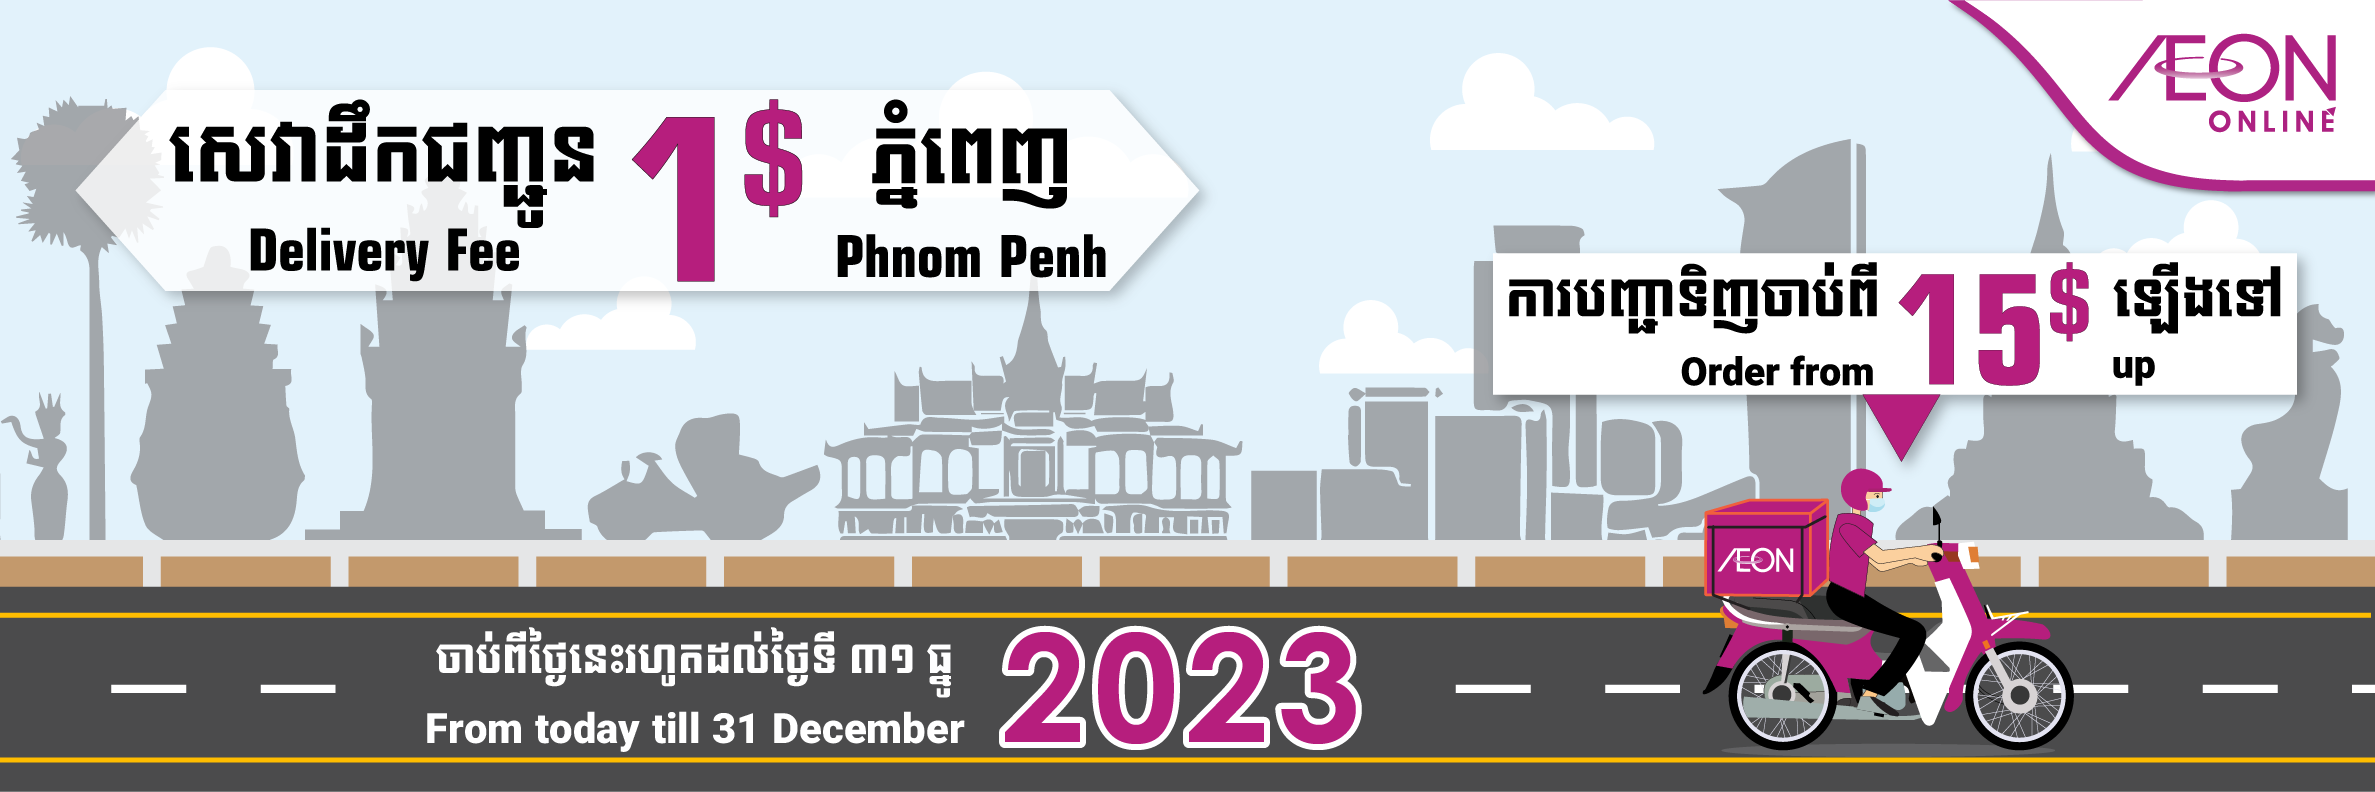 ÆON
ONLINE
សេវាដឹកជញ្ជូន 1$ ភ្នំពេញ
Delivery Fee Phnom Penh
ការបញ្ជាទិញចាប់ពី 15$ ឡើងទៅ
Order from up
ÆON
ចាប់ពីថ្ងៃនេះរហូតដល់ថ្ងៃទី ៣១ ធ្នូ 2023
From today till 31 December